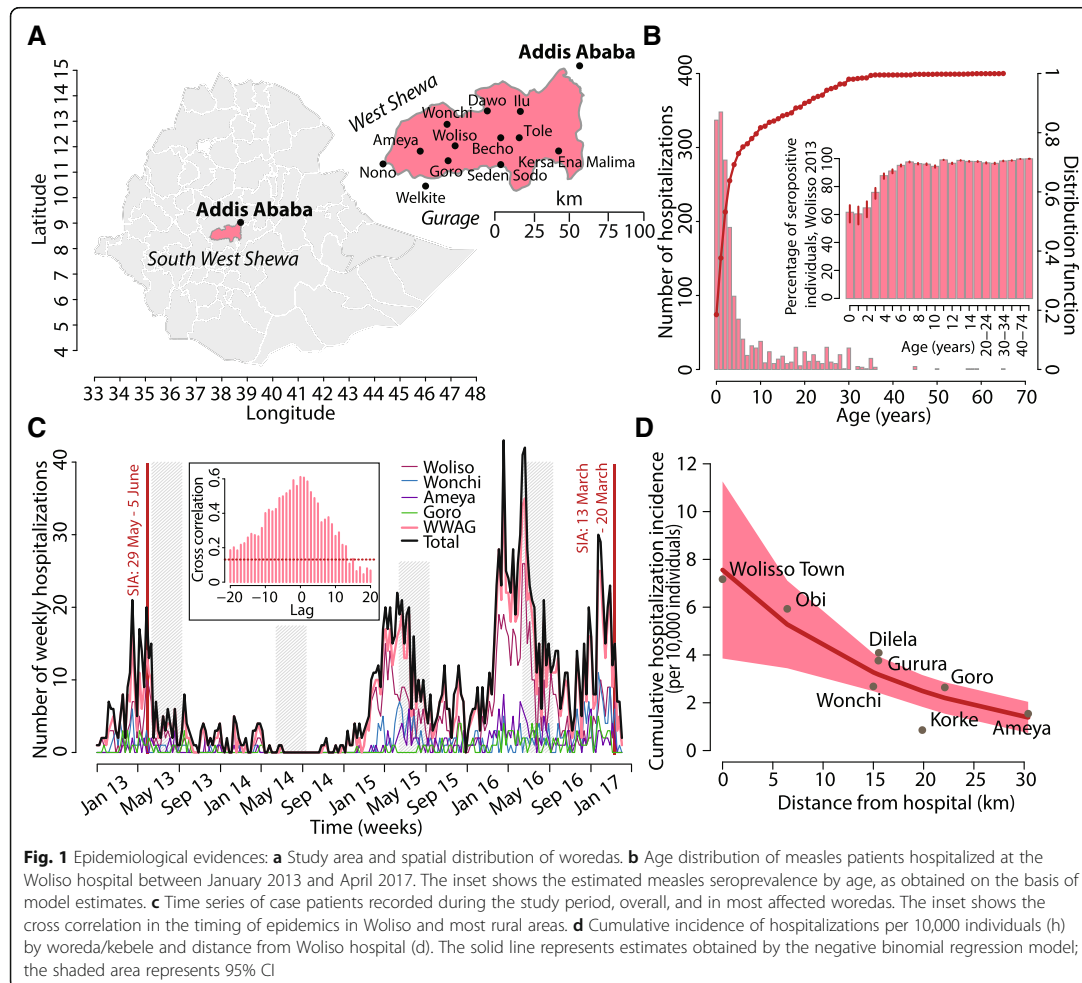 A
Latitude
15
14
13
12
11
10
9
8
7
6
5
4
33 34 35 36 37 38 39 40 41 42 43 44 45 46 47 48
Longitude
Addis Ababa
South West Shewa
Addis Ababa
West Shewa
Dawo
Ilu
Wonchi
Ameya
Woliso
Tole
Becho
Nono
Goro
Seden Sodo
Kersa Ena Malima
Welkite
Gurage
km
0 25 50 75 100
B
Number of hospitalizations
400
300
200
100
0
Distribution function
1
0.8
0.6
0.4
0.2
0
0 10 20 30 40 50 60 70
Age (years)
Percentage of seropositive
individuals, Wolisso 2013
100
80
60
40
20
0
0 2 4 6 8 10 12 14 20−24 30−34 40−74
Age (years)
C
Number of weekly hospitalizations
40
30
20
10
0
SIA: 29 May - 5 June
Cross correlation
0.6
0.4
0.2
0
−20 −10 0 10 20
Lag
Woliso
Wonchi
Ameya
Goro
WWAG
Total
SIA: 13 March
- 20 March
Jan 13 May 13 Sep 13 Jan 14 May 14 Sep 14 Jan 15 May 15 Sep 15 Jan 16 May 16 Sep 16 Jan 17
Time (weeks)
D
Cumulative hospitalization incidence
(per 10,000 individuals)
12
10
8
6
4
2
0
Wolisso Town
Obi
Dilela
Gurura
Wonchi
Goro
Korke
Ameya
0 5 10 15 20 25 30
Distance from hospital (km)
Fig. 1 Epidemiological evidences: a Study area and spatial distribution of woredas. b Age distribution of measles patients hospitalized at the
Woliso hospital between January 2013 and April 2017. The inset shows the estimated measles seroprevalence by age, as obtained on the basis of
model estimates. c Time series of case patients recorded during the study period, overall, and in most affected woredas. The inset shows the
cross correlation in the timing of epidemics in Woliso and most rural areas. d Cumulative incidence of hospitalizations per 10,000 individuals (h)
by woreda/kebele and distance from Woliso hospital (d). The solid line represents estimates obtained by the negative binomial regression model;
the shaded area represents 95% CI